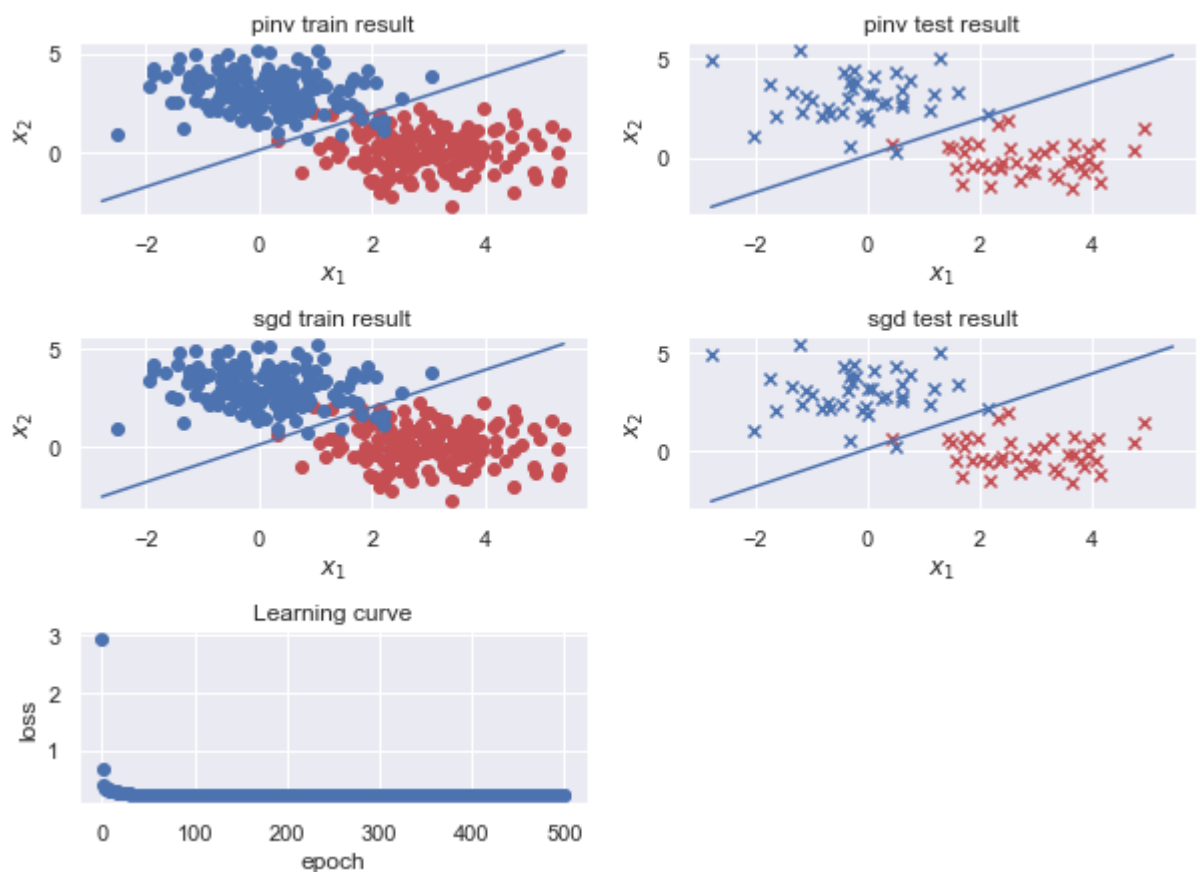 pinv train result
pinv test result
5
0
x₂
−2 0 2 4
x₁
5
0
x₂
−2 0 2 4
x₁
sgd train result
sgd test result
5
0
x₂
−2 0 2 4
x₁
5
0
x₂
−2 0 2 4
x₁
Learning curve
3
2
1
loss
0 100 200 300 400 500
epoch